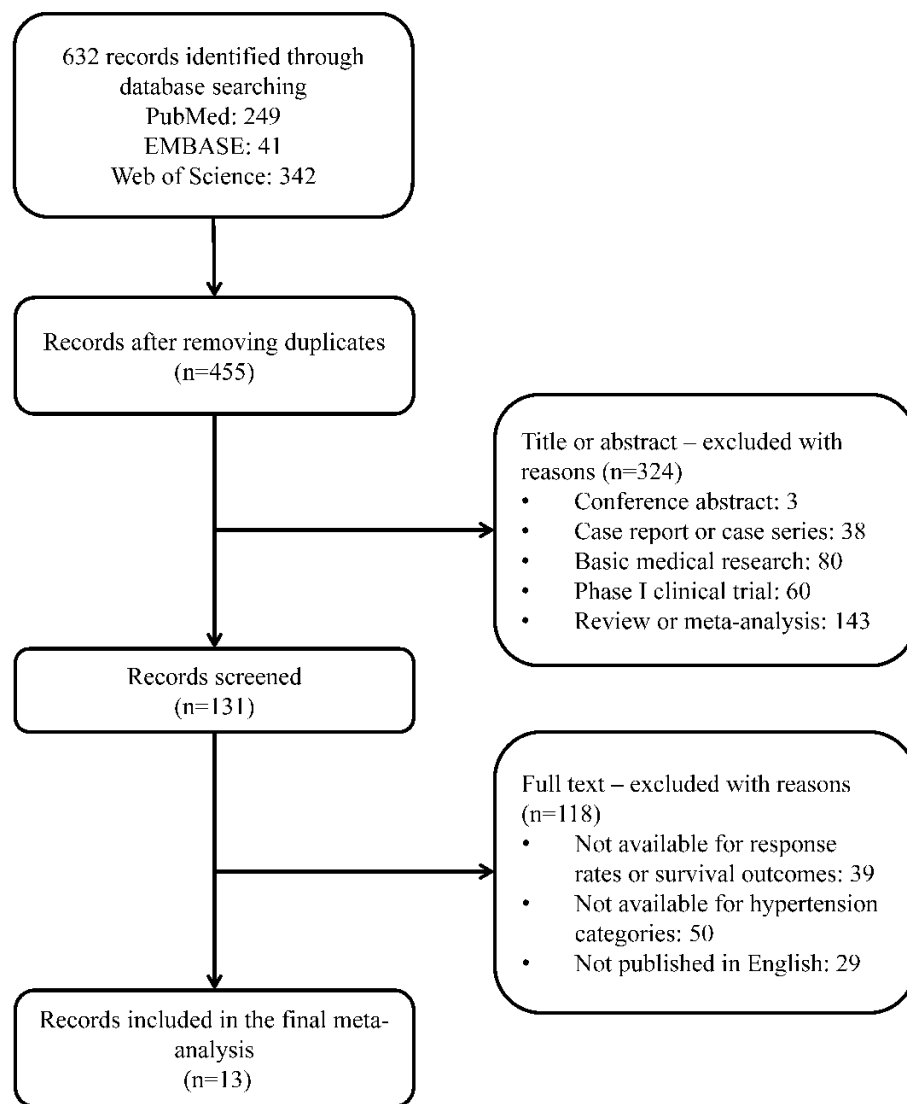 632 records identified through
database searching
PubMed: 249
EMBASE: 41
Web of Science: 342
Records after removing duplicates
(n=455)
Title or abstract – excluded with
reasons (n=324)
• Conference abstract: 3
• Case report or case series: 38
• Basic medical research: 80
• Phase I clinical trial: 60
• Review or meta-analysis: 143
Records screened
(n=131)
Full text – excluded with reasons
(n=118)
• Not available for response
rates or survival outcomes: 39
• Not available for hypertension
categories: 50
• Not published in English: 29
Records included in the final meta-
analysis
(n=13)